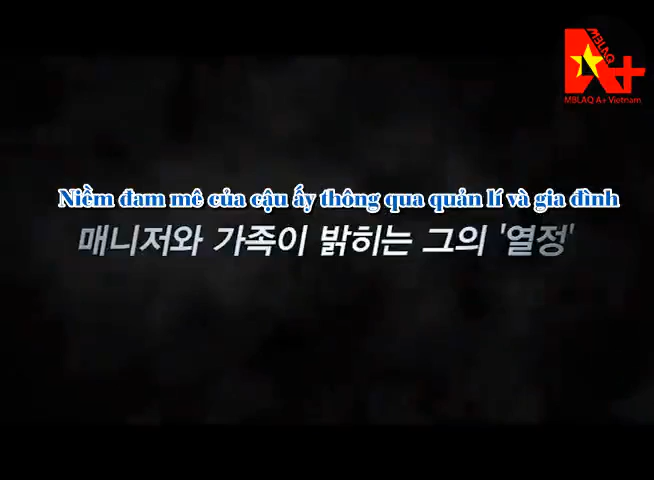 MBLAQ
A+
MBLAQ A+ Vietnam
Niềm đam mê của cậu ấy thông qua quản lí và gia đình
매니저와 가족이 밝히는 그의 '열정'